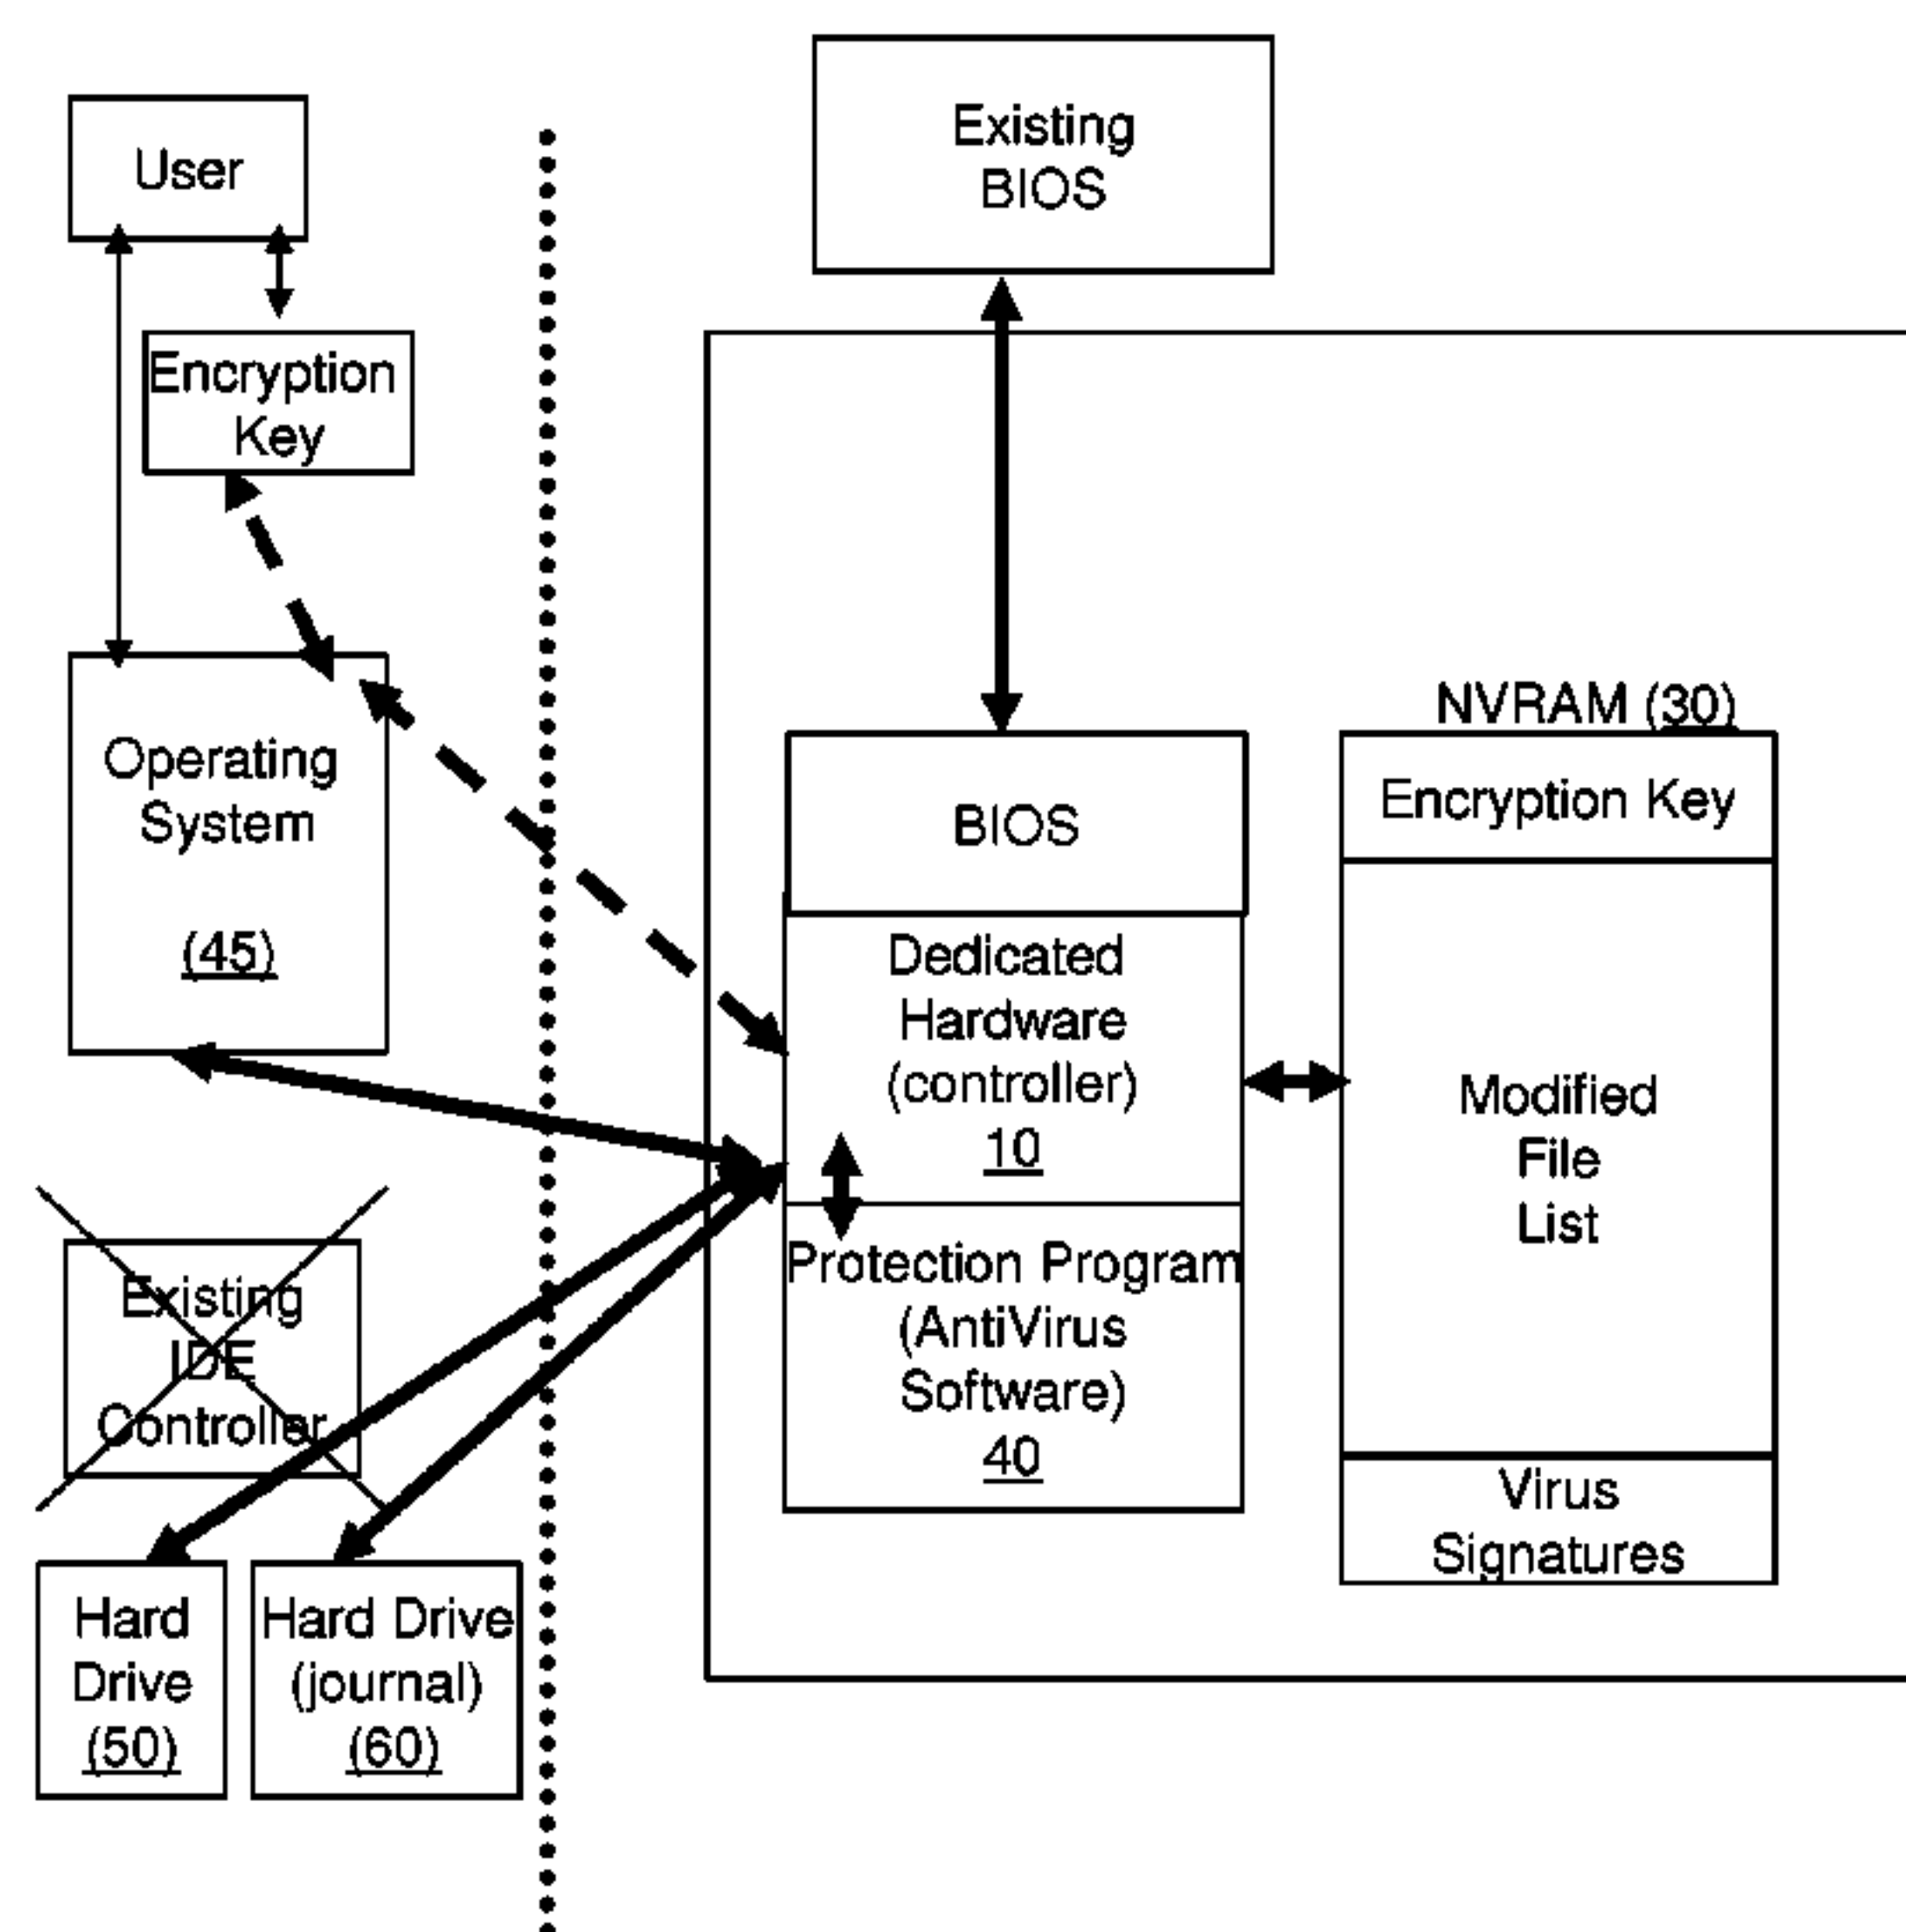 User
Encryption
Key
Operating
System
(45)
Existing
IDE
Controller
Hard
Drive
(50)
Hard Drive
(journal)
(60)
Existing
BIOS
BIOS
Dedicated
Hardware
(controller)
10
Protection Program
(AntiVirus
Software)
40
NVRAM (30)
Encryption Key
Modified
File
List
Virus
Signatures